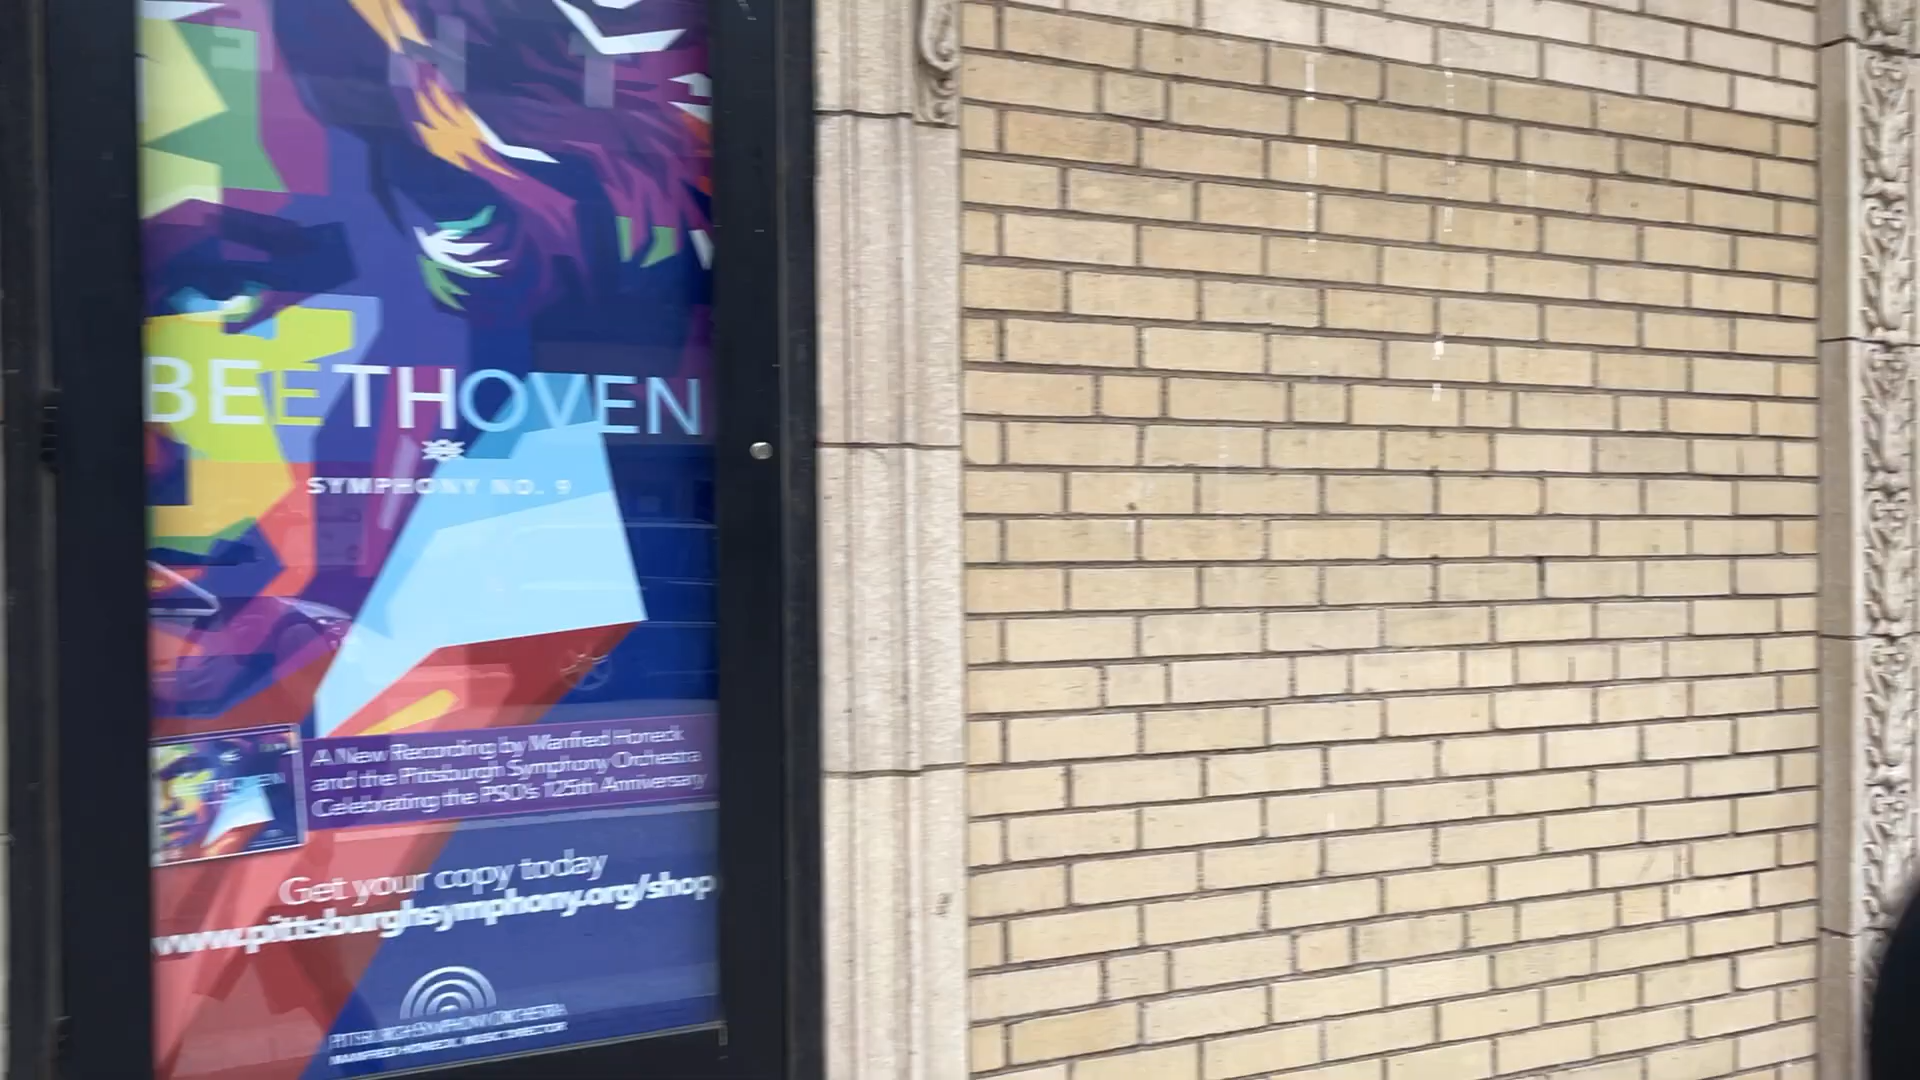 BEETHOVEN
SYMPHONY NO. 9
A New Recording by Manfred Honeck
and the Pittsburgh Symphony Orchestra
Celebrating the PSO's 125th Anniversary
BEETHOVEN
Get your copy today
www.pittsburghsymphony.org/shop
PITTSBURGH SYMPHONY ORCHESTRA
MANFRED HONECK, MUSIC DIRECTOR